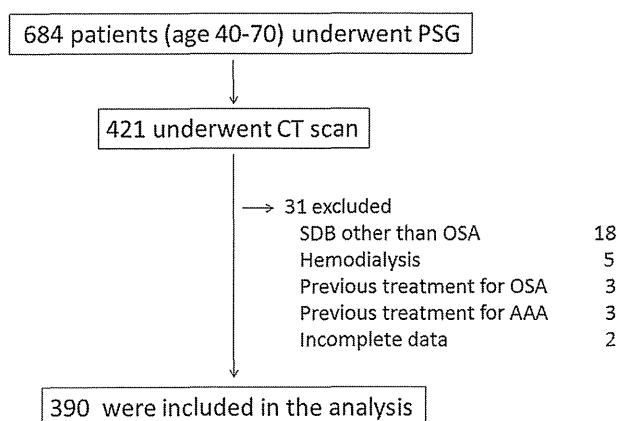 684 patients (age 40-70) underwent PSG
421 underwent CT scan
31 excluded
SDB other than OSA 18
Hemodialysis 5
Previous treatment for OSA 3
Previous treatment for AAA 3
Incomplete data 2
390 were included in the analysis